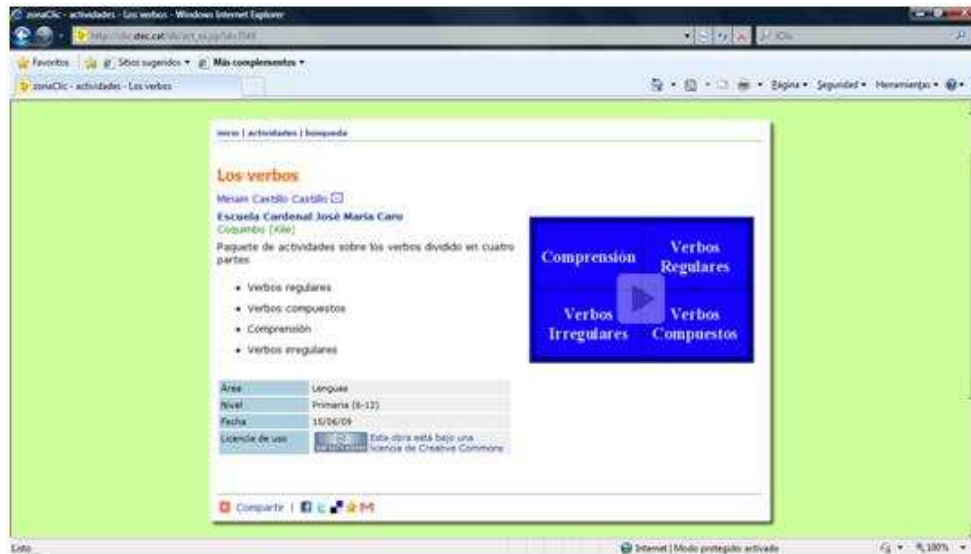 zonaClic - actividades - Los verbos - Windows Internet Explorer
Favoritos Sitios sugeridos Más complementos
zonaClic - actividades - Los verbos
Página Seguridad Herramientas
inicio | actividades | búsqueda
Los verbos
Miriam Castillo Castillo
Escuela Cardenal José María Caro
Coquimbo (Xile)
Paquete de actividades sobre los verbos dividido en cuatro
partes
Verbos regulares
Verbos compuestos
Comprensión
Verbos irregulares
Comprensión
Verbos
Regulares
Verbos
Irregulares
Verbos
Compuestos
Área Lenguas
Nivel Primaria (6-12)
Fecha 15/06/09
Licencia de uso Esta obra está bajo una
licencia de Creative Commons
Compartir |
Listo Internet | Modo protegido: activado 100%